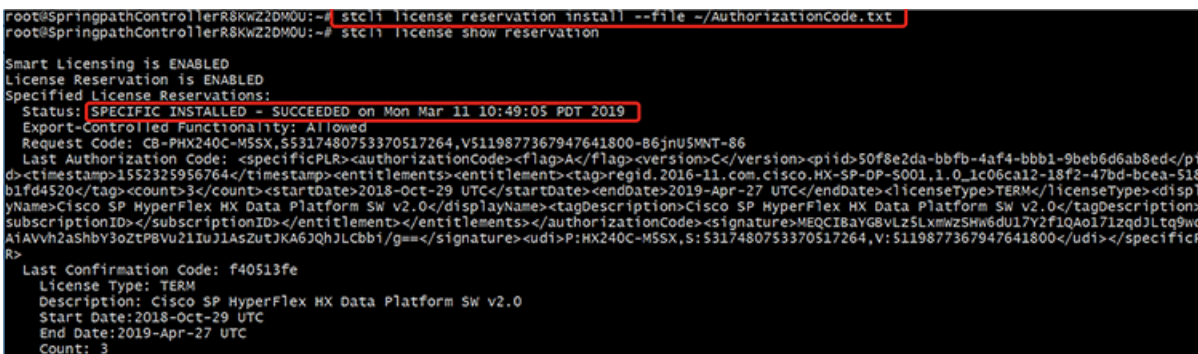 root@SpringpathControllerR8KWZ2DMOU:~# stcli license reservation install --file ~/AuthorizationCode.txt
root@SpringpathControllerR8KWZ2DMOU:~# stcli license show reservation
Smart Licensing is ENABLED
License Reservation is ENABLED
Specified License Reservations:
Status: SPECIFIC INSTALLED - SUCCEEDED on Mon Mar 11 10:49:05 PDT 2019
Export-Controlled Functionality: Allowed
Request Code: CB-PHX240C-M5SX,S5317480753370517264,V5119877367947641800-B6jnU5MNT-86
Last Authorization Code: <specificPLR><authorizationCode><flag>A</flag><version>C</version><piid>50f8e2da-bbfb-4af4-bbb1-9beb6d6ab8ed</pi
d><timestamp>1552325956764</timestamp><entitlements><entitlement><tag>regid.2016-11.com.cisco.HX-SP-DP-S001,1.0_1c06ca12-18f2-47bd-bcea-518
b1fd4520</tag><count>3</count><startDate>2018-Oct-29 UTC</startDate><endDate>2019-Apr-27 UTC</endDate><licenseType>TERM</licenseType><disp
yName>Cisco SP HyperFlex HX Data Platform SW v2.0</displayName><tagDescription>Cisco SP HyperFlex HX Data Platform SW v2.0</tagDescription>
subscriptionID></subscriptionID></entitlement></entitlements></authorizationCode><signature>MEQCIBaYGBvLz5LxmWzSHW6dU17Y2f1QAo171zqdJLtq9wd
AiAVvh2aShbY3oZtPBVu21IuJ1AsZutJKA6JQhJLCbbi/g==</signature><udi>P:HX240C-M5SX,S:5317480753370517264,V:5119877367947641800</udi></specificP
R>
Last Confirmation Code: f40513fe
License Type: TERM
Description: Cisco SP HyperFlex HX Data Platform SW v2.0
Start Date:2018-Oct-29 UTC
End Date:2019-Apr-27 UTC
Count: 3